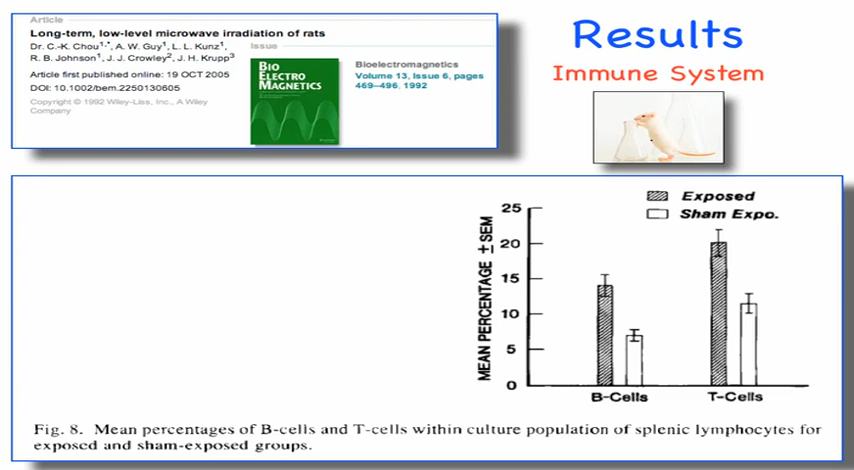 Article
Long-term, low-level microwave irradiation of rats
Dr. C.-K. Chou1,*, A. W. Guy1, L. L. Kunz1,
R. B. Johnson1, J. J. Crowley2, J. H. Krupp3
Article first published online: 19 OCT 2005
DOI: 10.1002/bem.2250130605
Copyright © 1992 Wiley-Liss, Inc., A Wiley
Company
Issue
BIO
ELECTRO
MAGNETICS
Bioelectromagnetics
Volume 13, Issue 6, pages
469–496, 1992
Results
Immune System
Exposed
Sham Expo.
MEAN PERCENTAGE ±SEM
25
20
15
10
5
0
B-Cells
T-Cells
Fig. 8. Mean percentages of B-cells and T-cells within culture population of splenic lymphocytes for
exposed and sham-exposed groups.